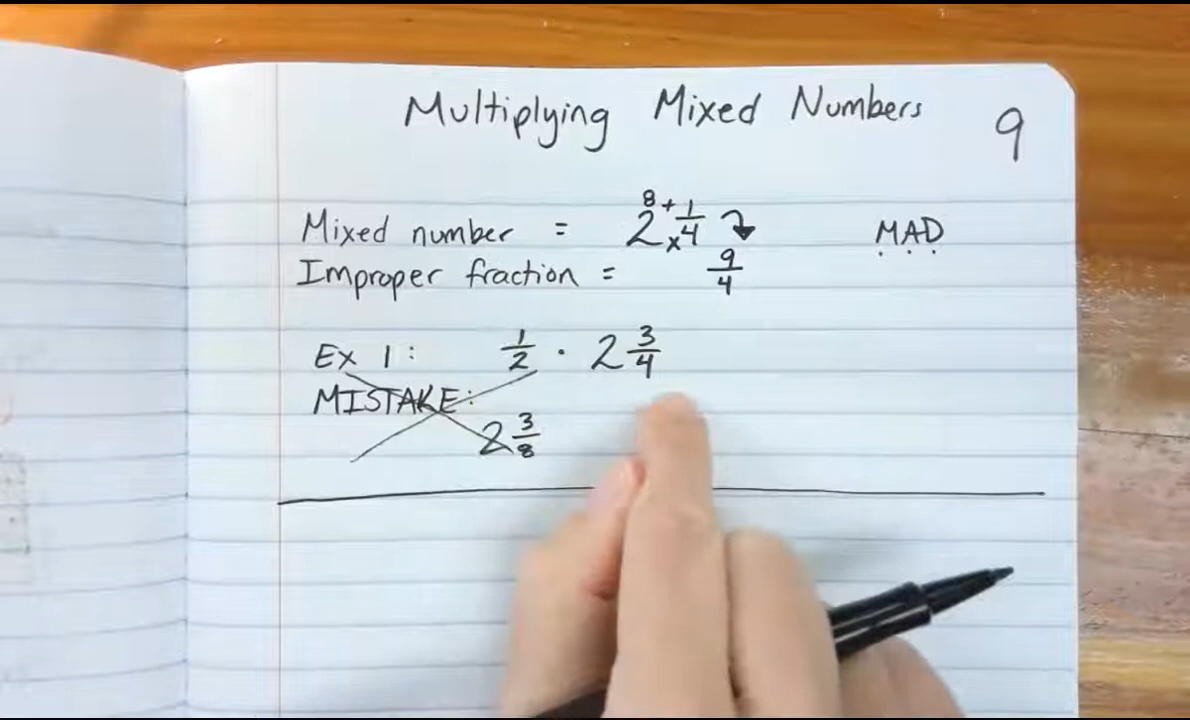 Multiplying Mixed Numbers 9
Mixed number = 2 8+ x 1/4 MAD
Improper fraction = 9/4
Ex 1: 1/2 · 2 3/4
MISTAKE:
2 3/8